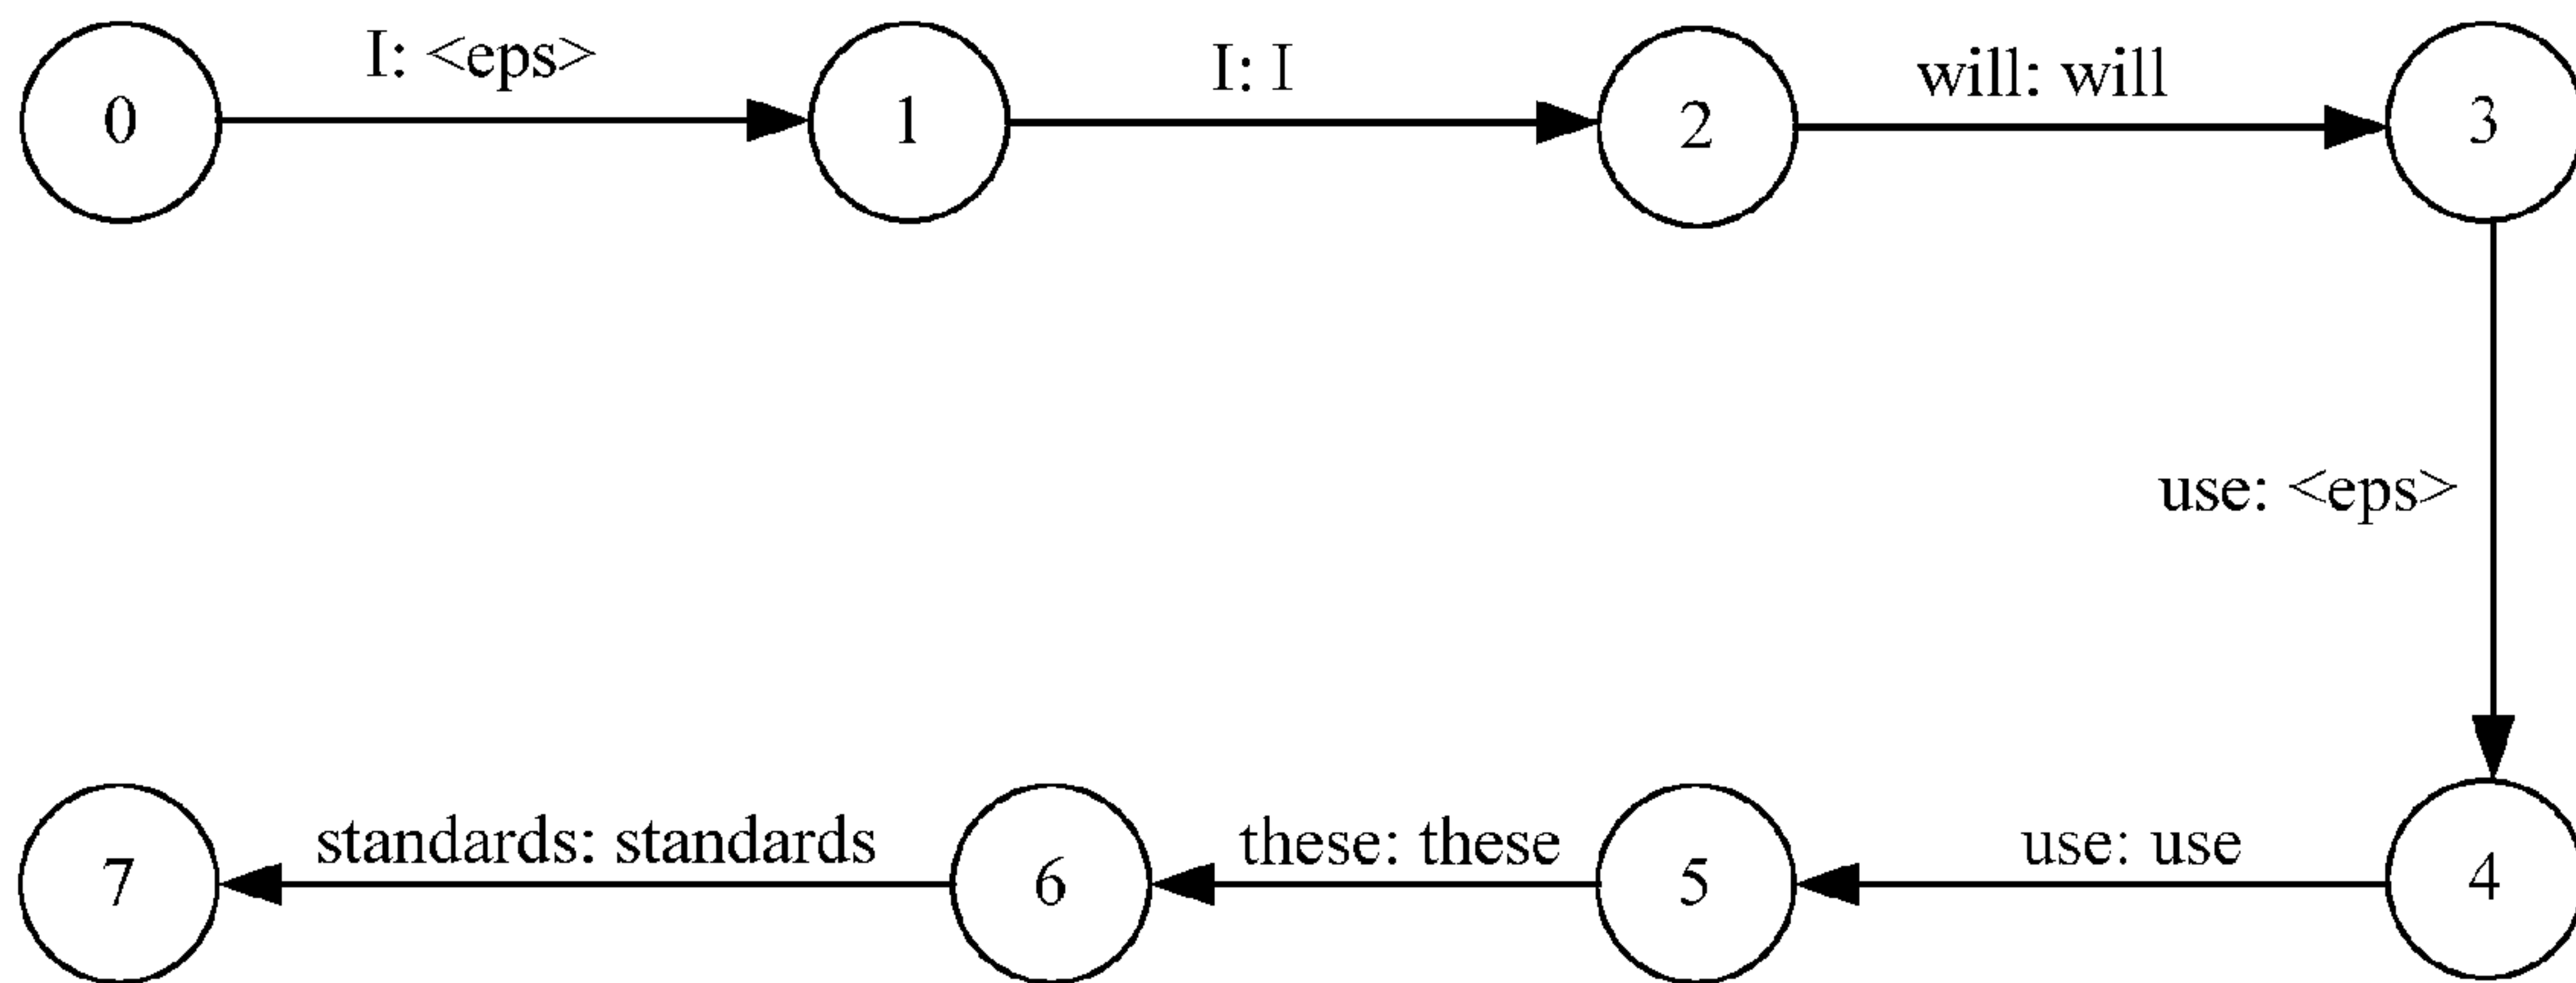 I: <eps>
I: I
will: will
0
1
2
3
use: <eps>
standards: standards
these: these
use: use
7
6
5
4